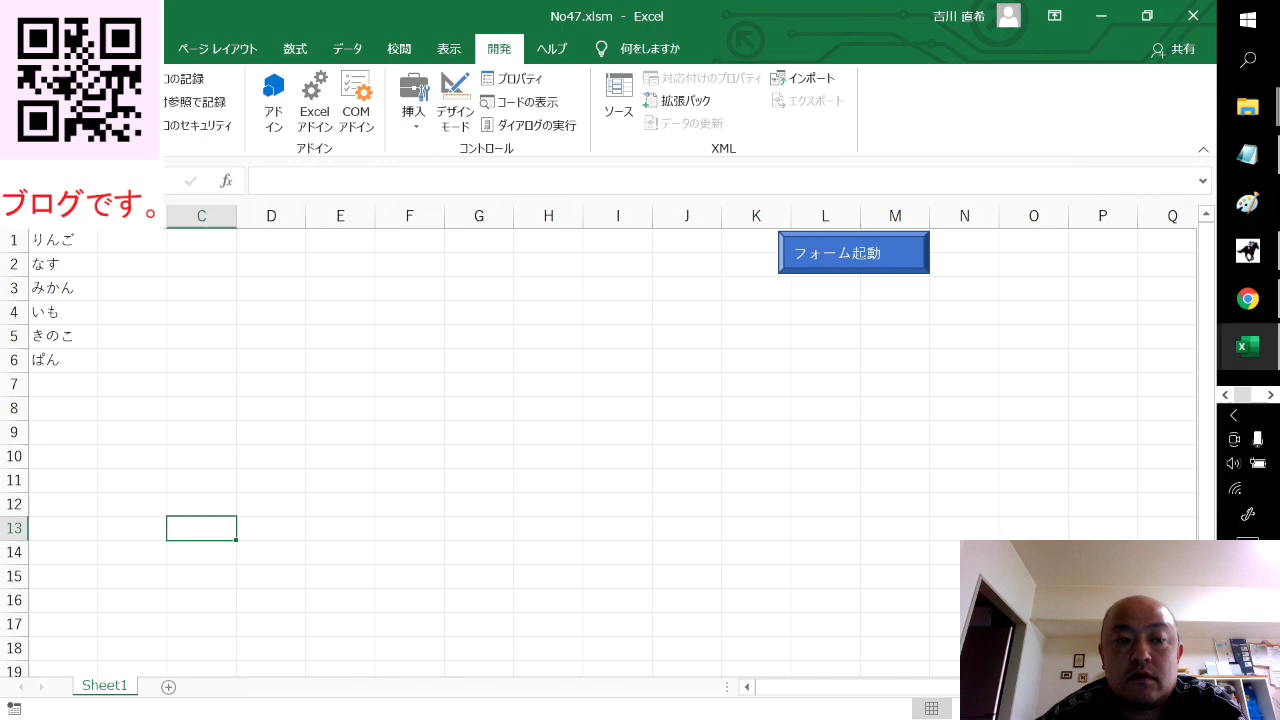 No47.xlsm - Excel
吉川 直希
ページ レイアウト
数式
データ
校閲
表示
開発
ヘルプ
何をしますか
共有
ロの記録
対参照で記録
ロのセキュリティ
アド
イン
Excel
アドイン
COM
アドイン
アドイン
挿入
デザイン
モード
プロパティ
コードの表示
ダイアログの実行
コントロール
ソース
対応付けのプロパティ
拡張パック
データの更新
インポート
エクスポート
XML
ブログです。
fx
C D E F G H I J K L M N O P Q
1 りんご
フォーム起動
2 なす
3 みかん
4 いも
5 きのこ
6 ぱん
7
8
9
10
11
12
13
14
15
16
17
18
19
Sheet1